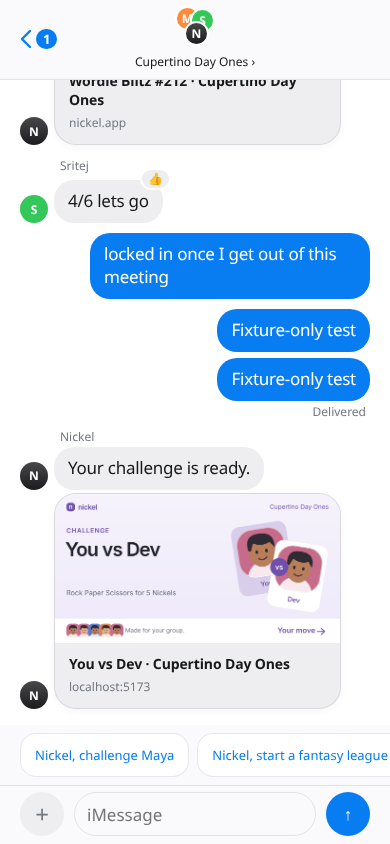 M S
N
1
Cupertino Day Ones ›
Wordle Blitz #212 · Cupertino Day
Ones
nickel.app
N
Sritej
4/6 lets go
S
locked in once I get out of this
meeting
Fixture-only test
Fixture-only test
Delivered
Nickel
Your challenge is ready.
N
n nickel
Cupertino Day Ones
CHALLENGE
You vs Dev
VS
You
Rock Paper Scissors for 5 Nickels
Dev
Made for your group.
Your move →
You vs Dev · Cupertino Day Ones
localhost:5173
N
Nickel, challenge Maya
Nickel, start a fantasy league
+
iMessage
↑